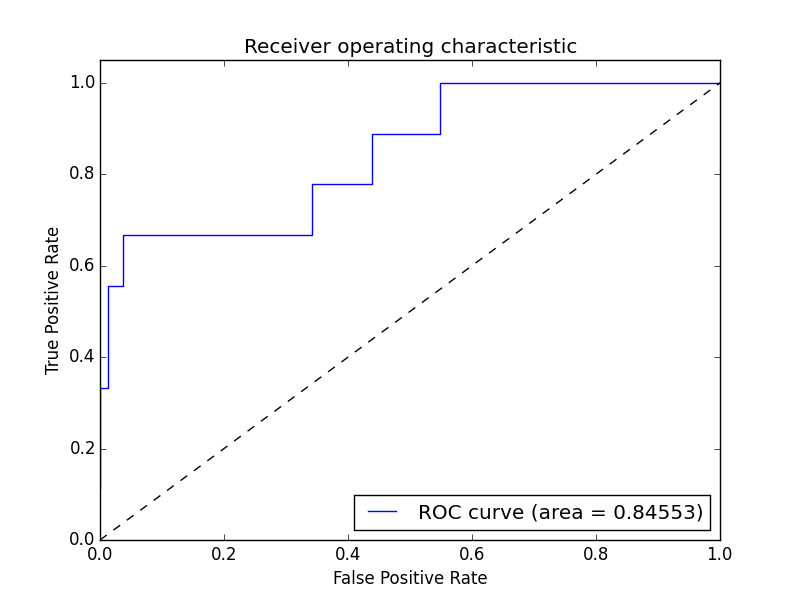 Receiver operating characteristic
1.0
0.8
0.6
0.4
0.2
0.0
True Positive Rate
ROC curve (area = 0.84553)
0.0 0.2 0.4 0.6 0.8 1.0
False Positive Rate